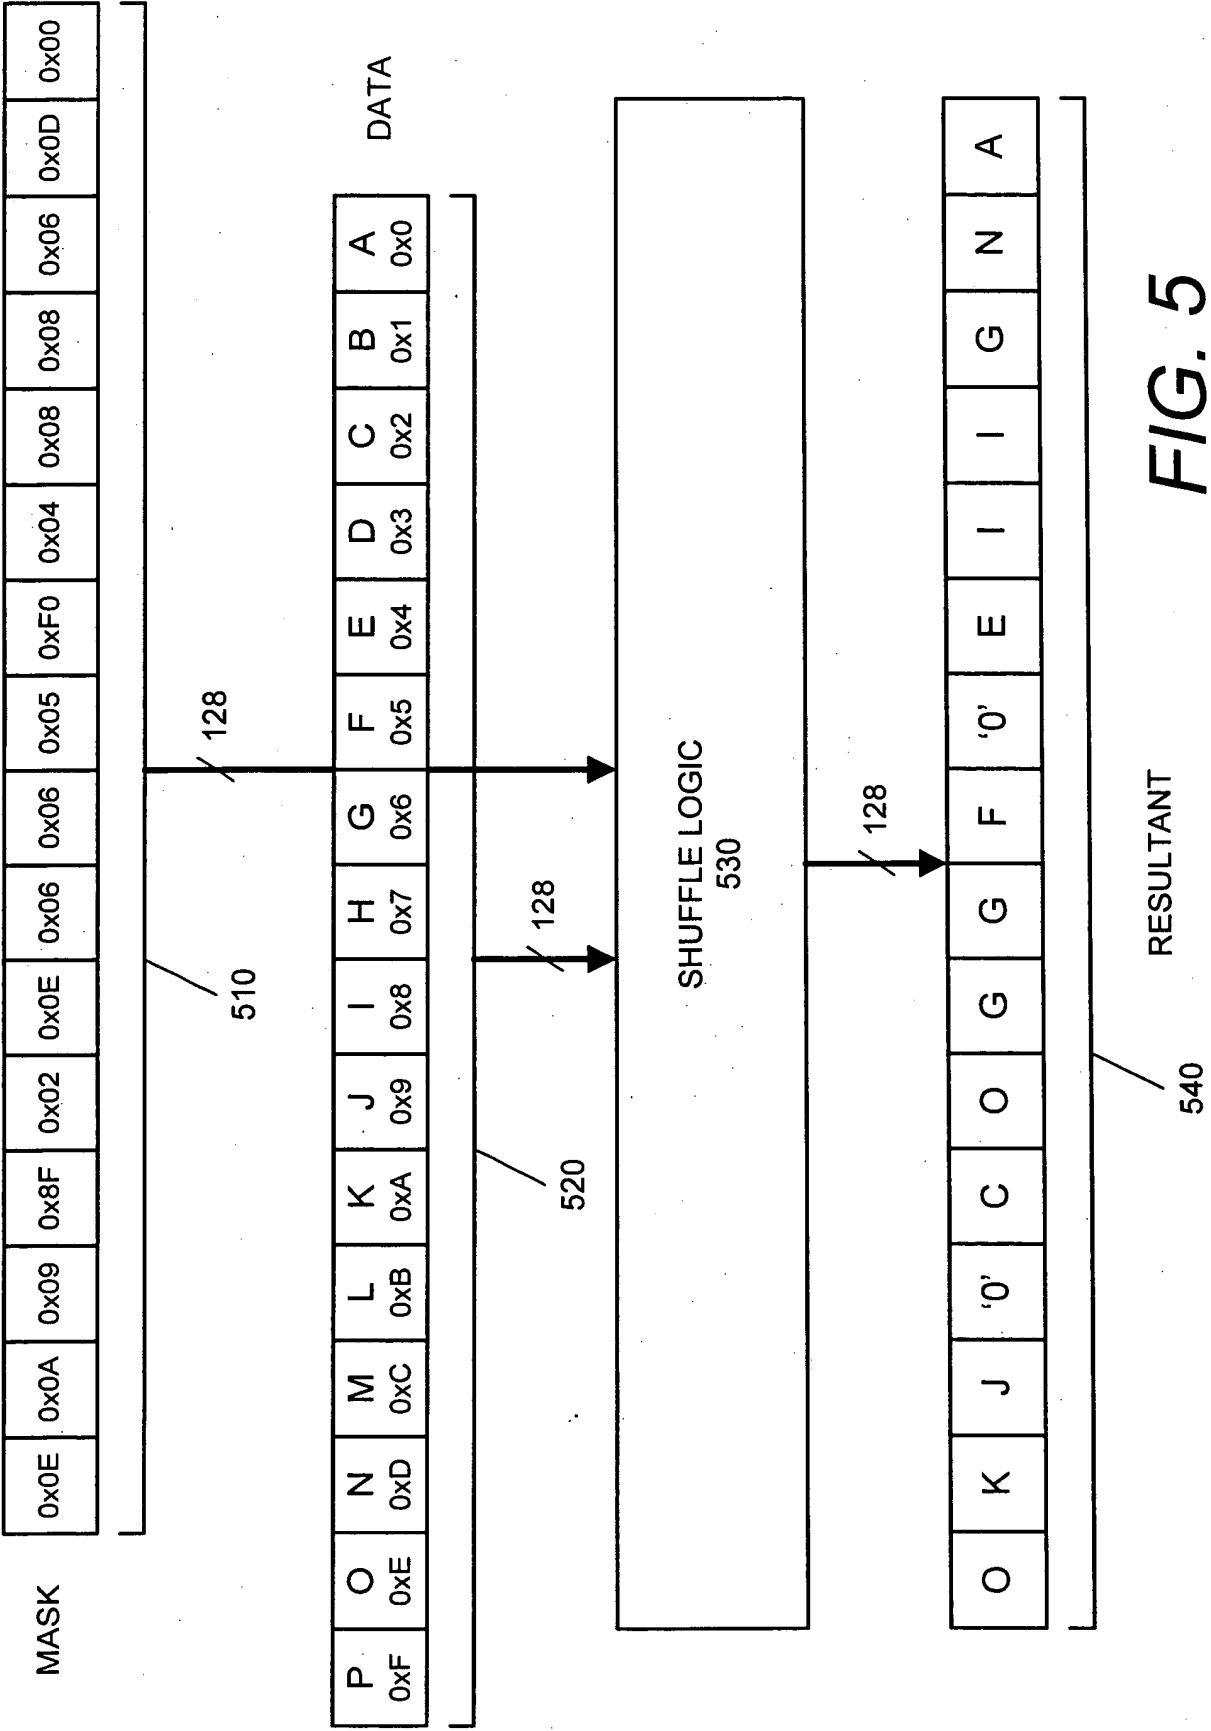 MASK 0x0E 0x0A 0x09 0x8F 0x02 0x0E 0x06 0x06 0x05 0xF0 0x04 0x08 0x08 0x06 0x0D 0x00
510
128
P O N M L K J I H G F E D C B A
0xF 0xE 0xD 0xC 0xB 0xA 0x9 0x8 0x7 0x6 0x5 0x4 0x3 0x2 0x1 0x0
DATA
520
128
SHUFFLE LOGIC
530
128
O K J '0' C O G G F '0' E I I G N A
540
RESULTANT
FIG. 5